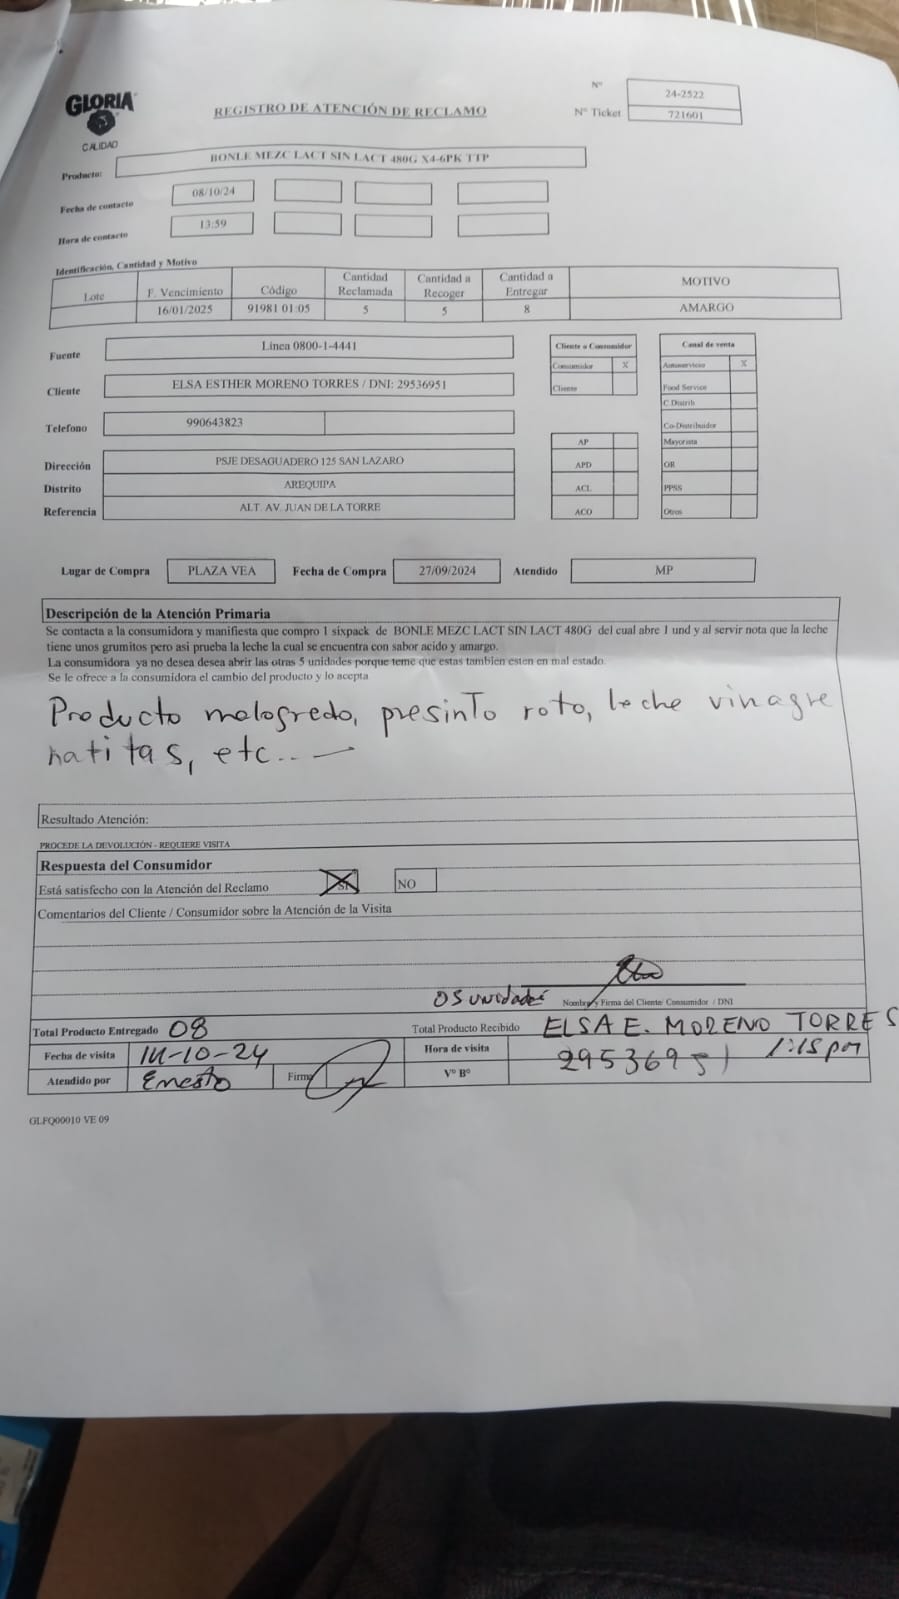 GLORIA
CALIDAD
REGISTRO DE ATENCIÓN DE RECLAMO
Nº 24-2522
Nº Ticket 721601
Producto: BONLE MEZC LACT SIN LACT 480G X4-6PK TTP
Fecha de contacto 08/10/24
Hora de contacto 13:59
Identificación, Cantidad y Motivo
Lote F. Vencimiento Código Cantidad Reclamada Cantidad a Recoger Cantidad a Entregar MOTIVO
16/01/2025 91981 01:05 5 5 8 AMARGO
Fuente Linea 0800-1-4441
Cliente ELSA ESTHER MORENO TORRES / DNI: 29536951
Telefono 990643823
Dirección PSJE DESAGUADERO 125 SAN LAZARO
Distrito AREQUIPA
Referencia ALT. AV. JUAN DE LA TORRE
Cliente o Consumidor
Consumidor X
Cliente
AP
APD
ACL
ACO
Canal de venta
Autoservicio X
Food Service
C.Distrib
Co-Distribuidor
Mayorista
OR
PPSS
Otros
Lugar de Compra PLAZA VEA Fecha de Compra 27/09/2024 Atendido MP
Descripción de la Atención Primaria
Se contacta a la consumidora y manifiesta que compro 1 sixpack de BONLE MEZC LACT SIN LACT 480G del cual abre 1 und y al servir nota que la leche
tiene unos grumitos pero asi prueba la leche la cual se encuentra con sabor acido y amargo.
La consumidora ya no desea desea abrir las otras 5 unidades porque teme que estas tambien esten en mal estado.
Se le ofrece a la consumidora el cambio del producto y lo acepta
Producto malogredo, presinto roto, leche vinagre
natitas, etc...
Resultado Atención:
PROCEDE LA DEVOLUCIÓN - REQUIERE VISITA
Respuesta del Consumidor
Está satisfecho con la Atención del Reclamo SI NO
Comentarios del Cliente / Consumidor sobre la Atención de la Visita
05 unidades Nombre y Firma del Cliente Consumidor / DNI
Total Producto Entregado 08 Total Producto Recibido ELSA E. MORENO TORRES
Fecha de visita 14-10-24 Hora de visita 29536951 1:15 pm
Atendido por Ernesto Firma Vº Bº
GLFQ00010 VE 09